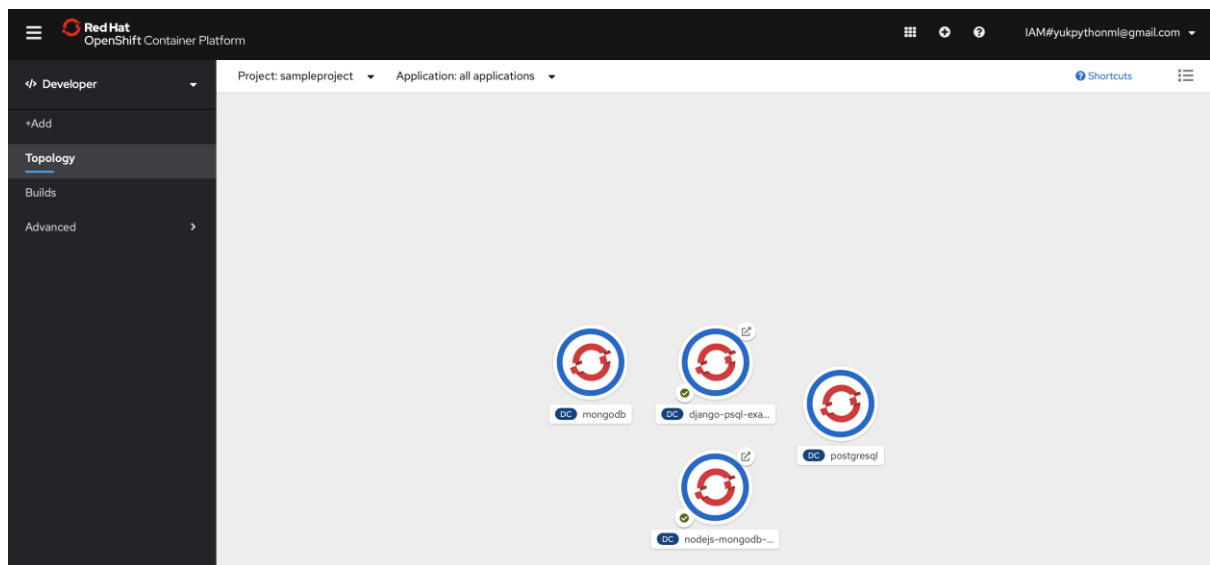 Red Hat
OpenShift Container Platform
IAM#yukpythonml@gmail.com
Developer
Project: sampleproject
Application: all applications
Shortcuts
+Add
Topology
Builds
Advanced
DC mongodb
DC django-psql-exa...
DC postgresql
DC nodejs-mongodb-...